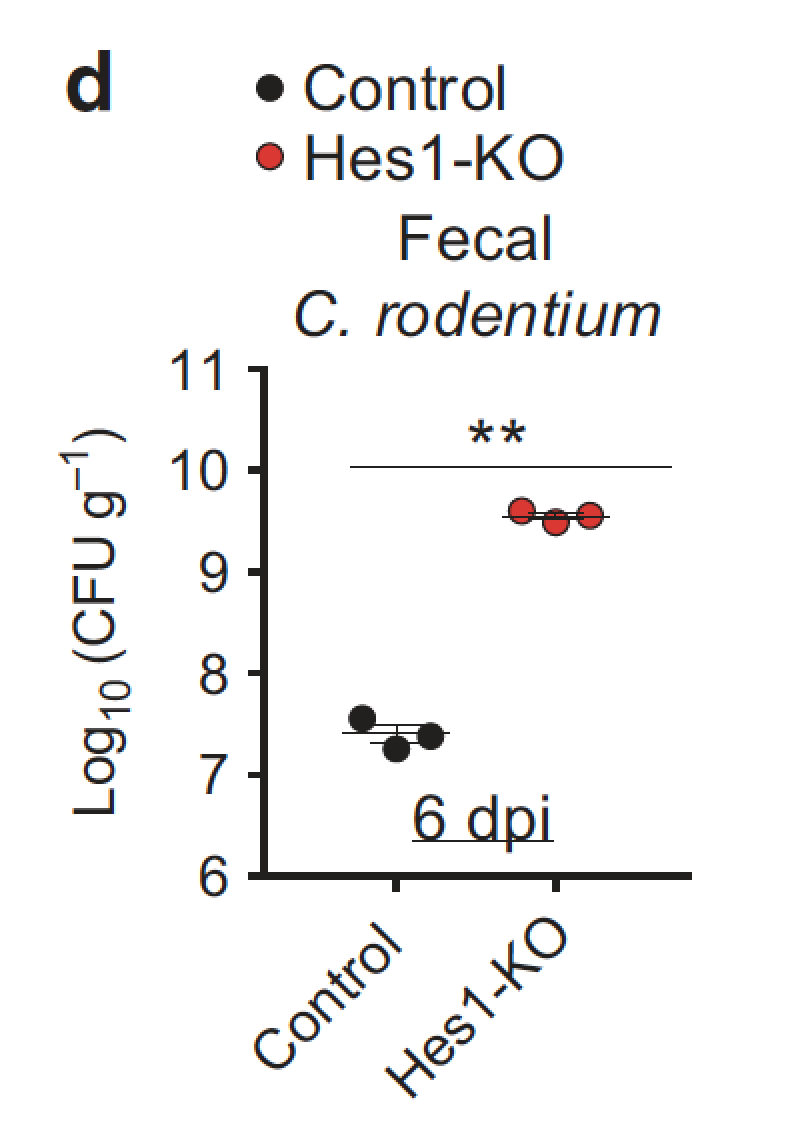 d
Control
Hes1-KO
Fecal
C. rodentium
11
10
9
8
7
6
Log₁₀ (CFU g⁻¹)
**
6 dpi
Control
Hes1-KO